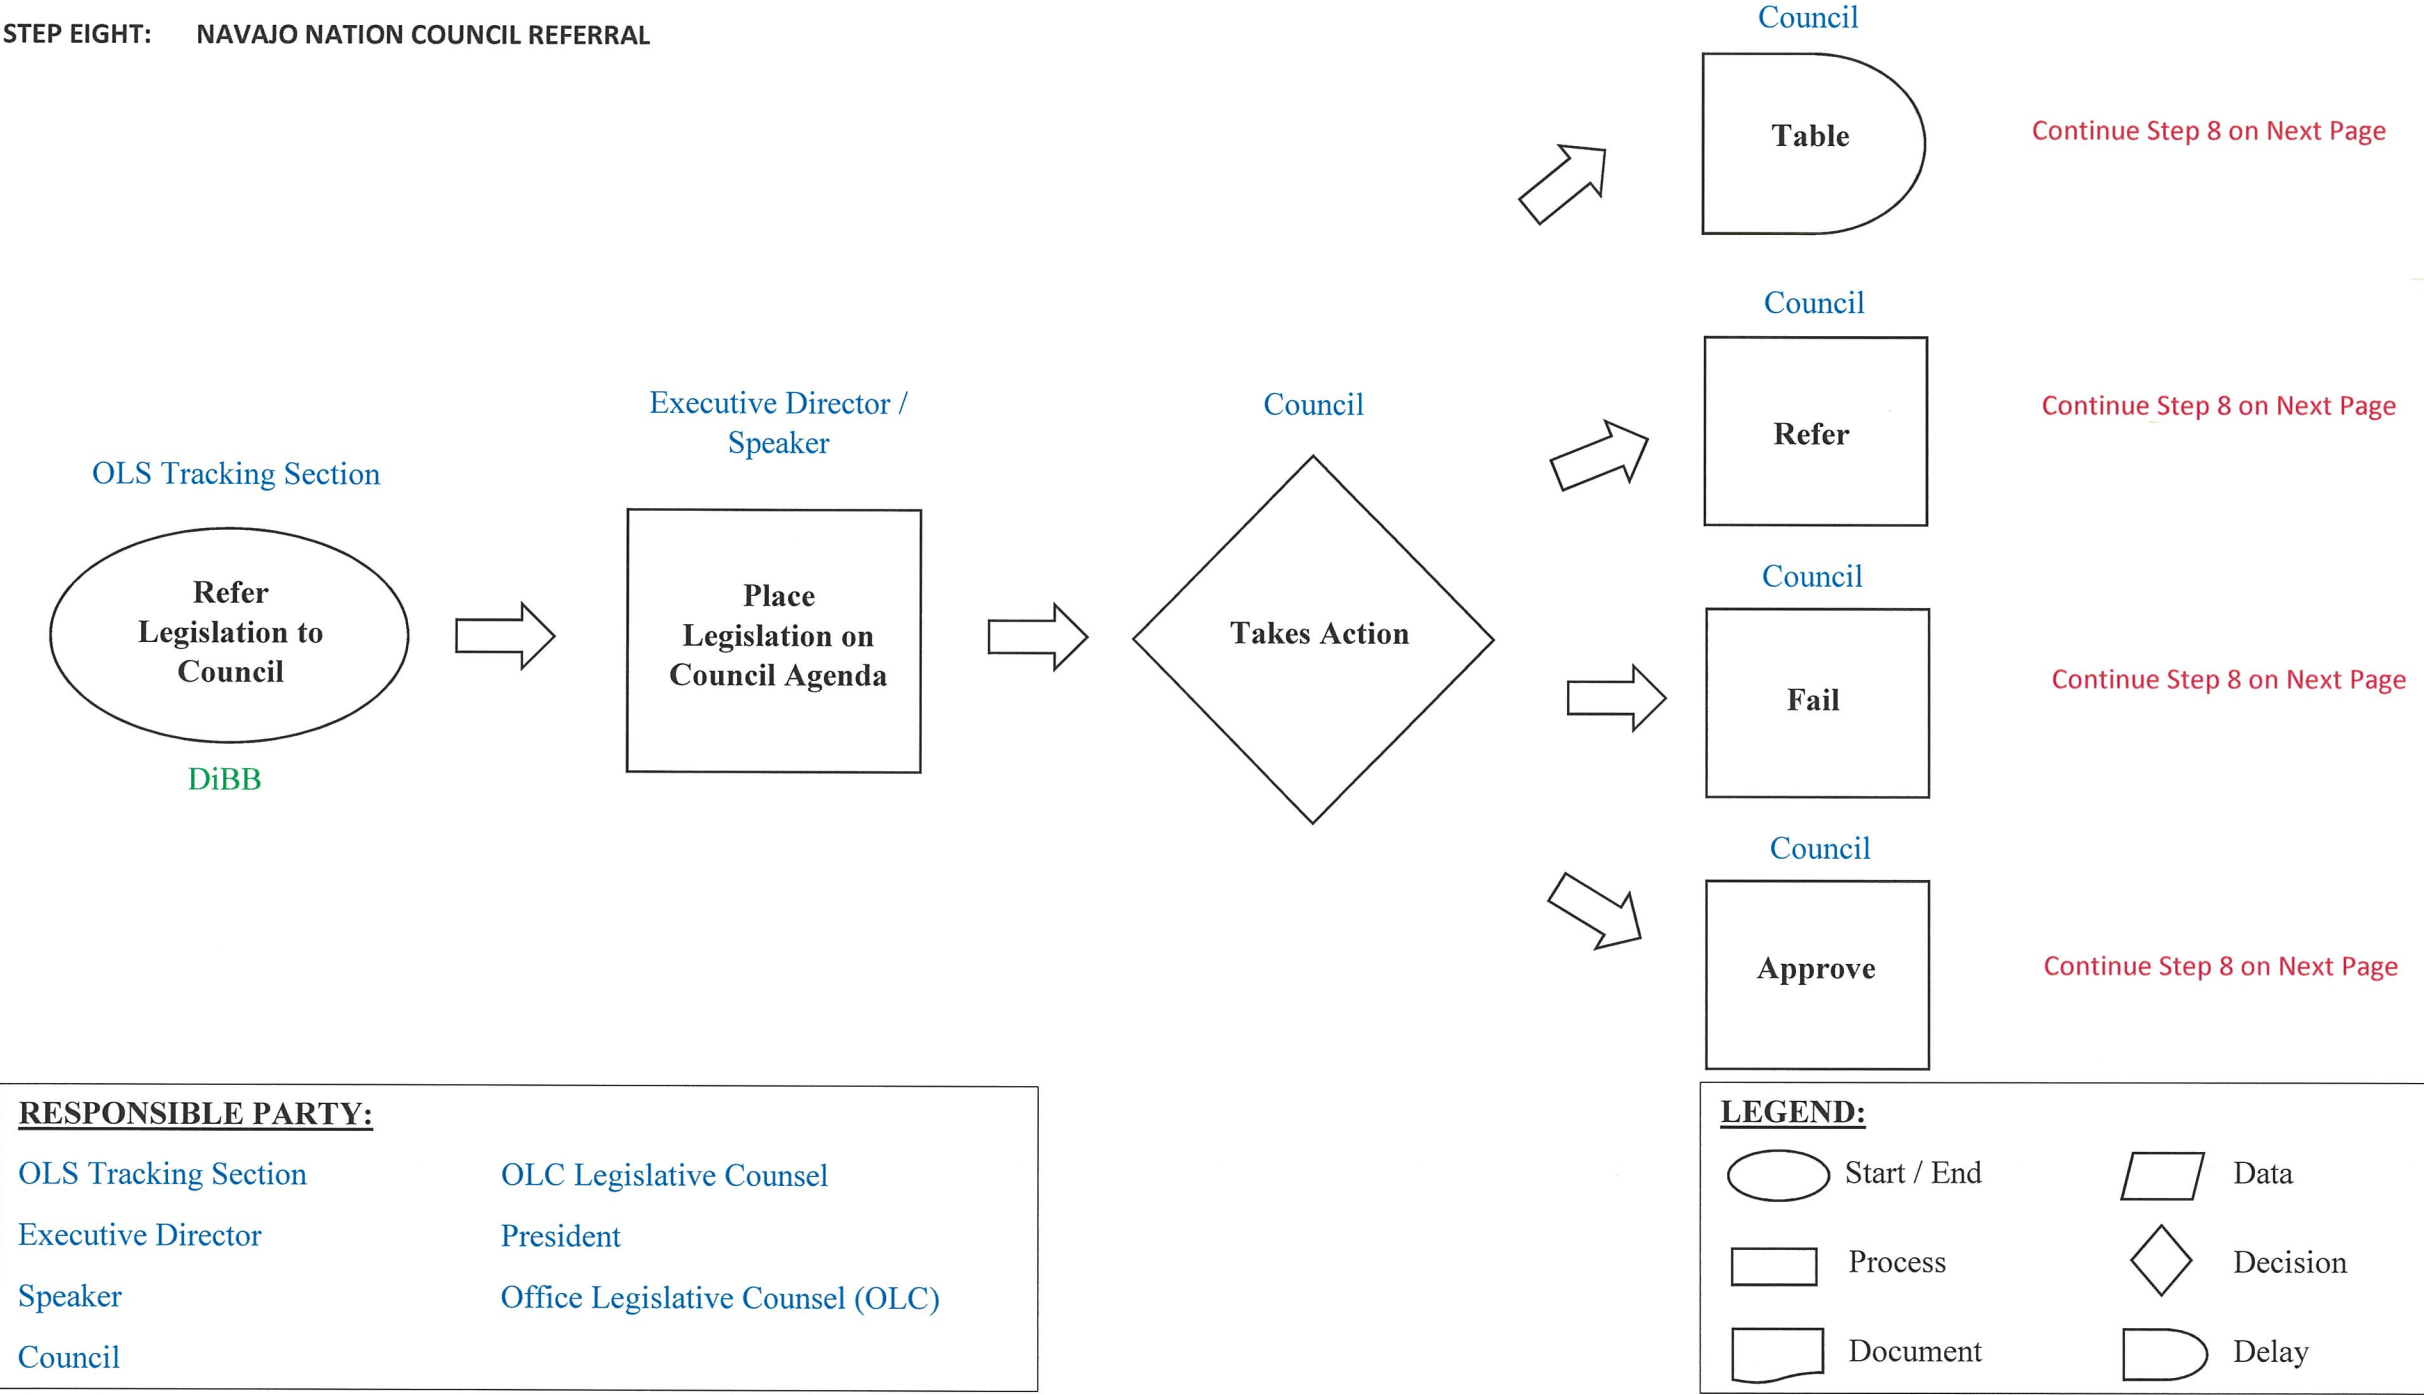 STEP EIGHT: NAVAJO NATION COUNCIL REFERRAL
OLS Tracking Section
Refer
Legislation to
Council
DiBB
Executive Director /
Speaker
Place
Legislation on
Council Agenda
Council
Takes Action
Council
Table
Continue Step 8 on Next Page
Council
Refer
Continue Step 8 on Next Page
Council
Fail
Continue Step 8 on Next Page
Council
Approve
Continue Step 8 on Next Page
RESPONSIBLE PARTY:
OLS Tracking Section
Executive Director
Speaker
Council
OLC Legislative Counsel
President
Office Legislative Counsel (OLC)
LEGEND:
Start / End
Process
Document
Data
Decision
Delay